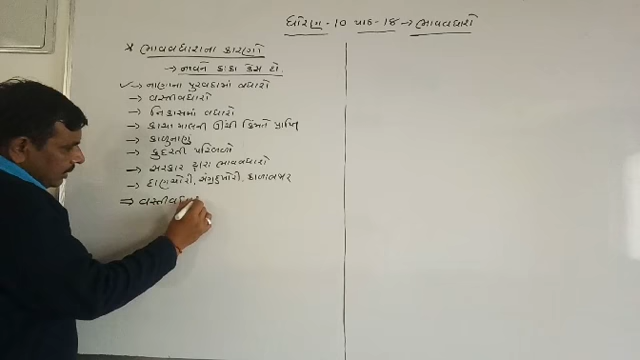 ધોરણ - 10 પાઠ - 18 → ભાવવધારો
* ભાવવધારાના કારણો
→ નાવને કાકા કેસ દો.
✓ → નાણાના પુરવઠામાં વધારો
→ વસ્તીવધારો
→ નિકાસમાં વધારો
→ કાચા માલની ઊંચી કિંમતે પ્રાપ્તિ
→ કાળુનાણું
→ કુદરતી પરિબળો
→ સરકાર દ્વારા ભાવવધારો
→ દાણચોરી, સંગ્રહખોરી, કાળાબજાર
⇒ વસ્તીવધા